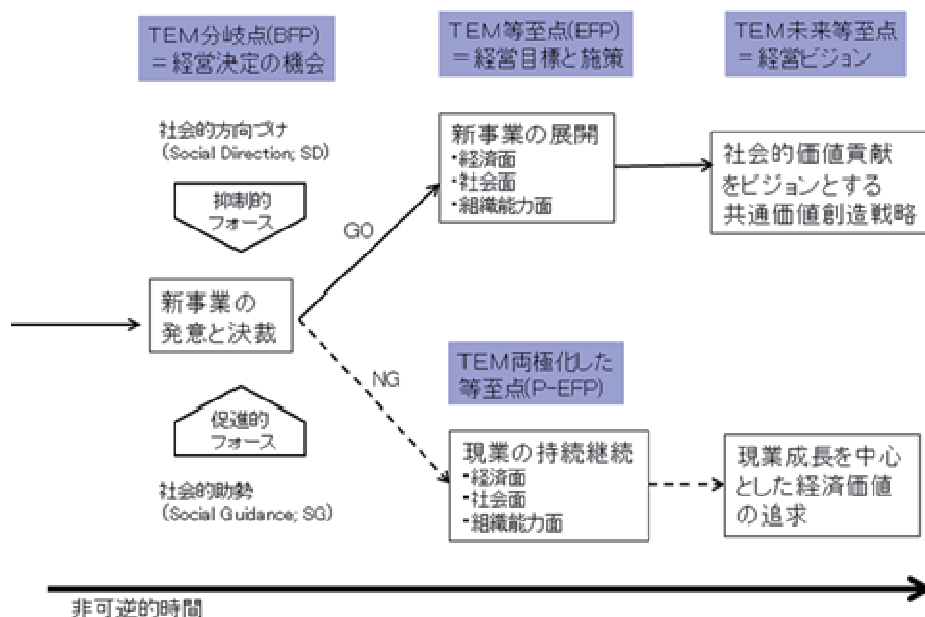 TEM分岐点(BFP)
＝経営決定の機会
TEM等至点(EFP)
＝経営目標と施策
TEM未来等至点
＝経営ビジョン
社会的方向づけ
(Social Direction; SD)
抑制的
フォース
新事業の
発意と決裁
促進的
フォース
社会的助勢
(Social Guidance; SG)
GO
NG
新事業の展開
・経済面
・社会面
・組織能力面
社会的価値貢献
をビジョンとする
共通価値創造戦略
TEM両極化した
等至点(P-EFP)
現業の持続継続
・経済面
・社会面
・組織能力面
現業成長を中心
とした経済価値
の追求
非可逆的時間